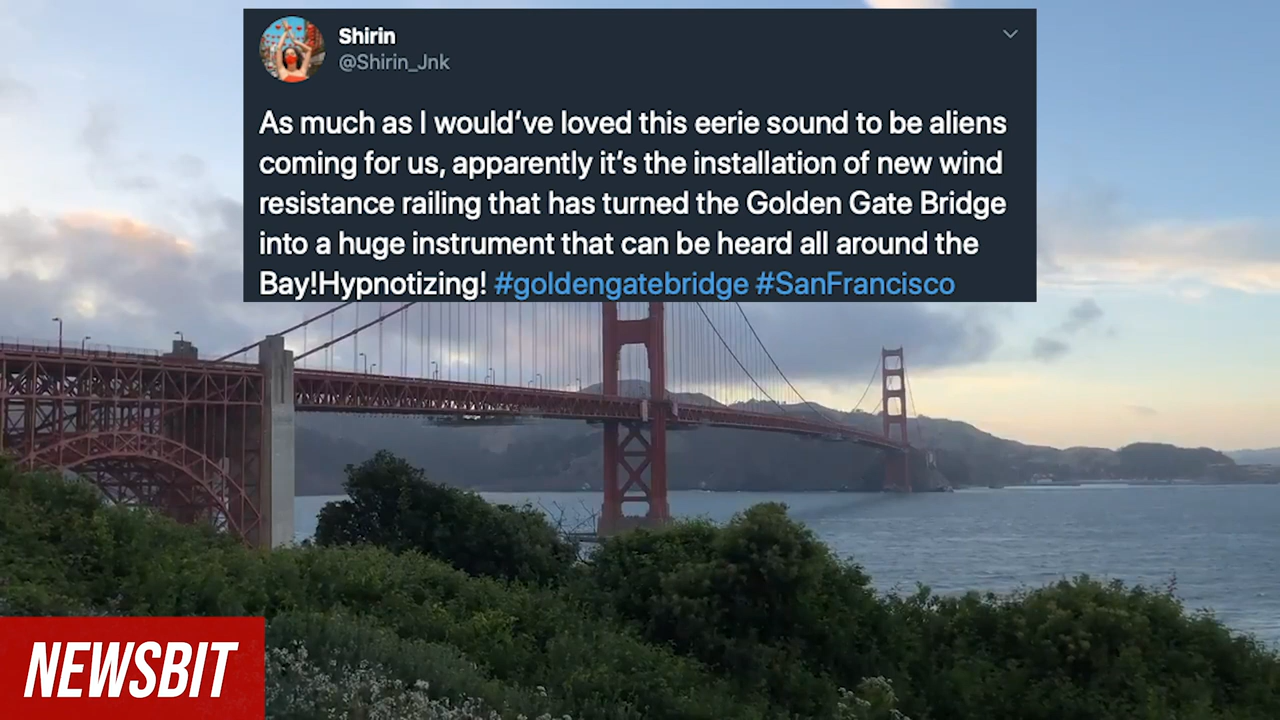 Shirin
@Shirin_Jnk
As much as I would’ve loved this eerie sound to be aliens
coming for us, apparently it’s the installation of new wind
resistance railing that has turned the Golden Gate Bridge
into a huge instrument that can be heard all around the
Bay!Hypnotizing! #goldengatebridge #SanFrancisco
NEWSBIT